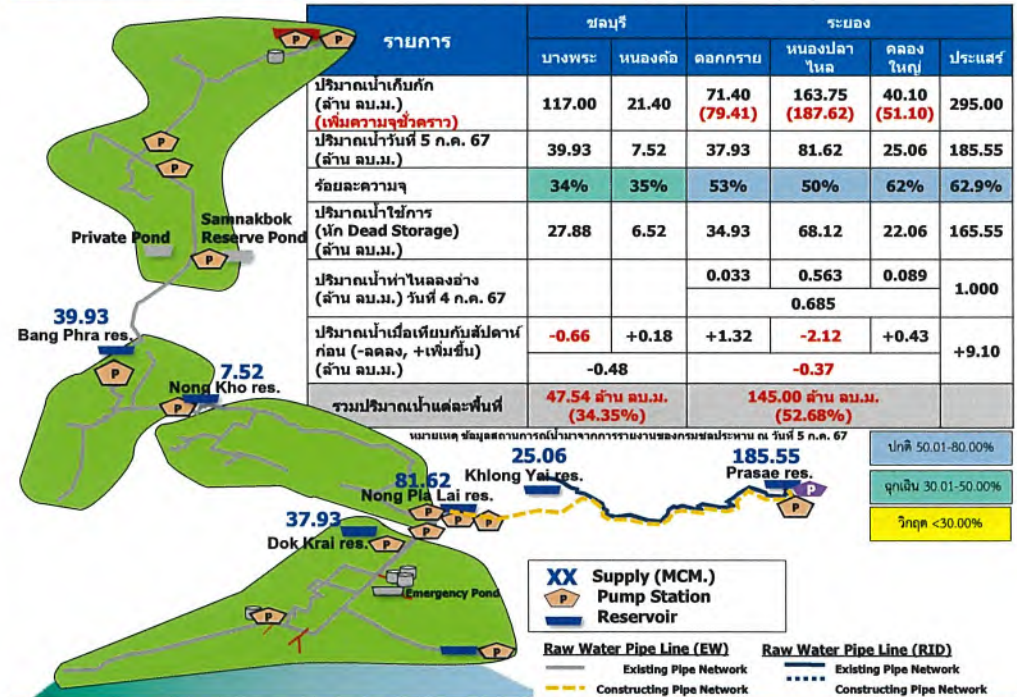 รายการ
ชลบุรี
ระยอง
บางพระ
หนองค้อ
ดอกกราย
หนองปลา
ไหล
คลอง
ใหญ่
ประแสร์
ปริมาณน้ำเก็บกัก
(ล้าน ลบ.ม.)
(เพิ่มความจุชั่วคราว)
117.00
21.40
71.40
(79.41)
163.75
(187.62)
40.10
(51.10)
295.00
ปริมาณน้ำวันที่ 5 ก.ค. 67
(ล้าน ลบ.ม.)
39.93
7.52
37.93
81.62
25.06
185.55
ร้อยละความจุ
34%
35%
53%
50%
62%
62.9%
ปริมาณน้ำใช้การ
(หัก Dead Storage)
(ล้าน ลบ.ม.)
27.88
6.52
34.93
68.12
22.06
165.55
ปริมาณน้ำท่าไหลลงอ่าง
(ล้าน ลบ.ม.) วันที่ 4 ก.ค. 67
0.033
0.563
0.089
0.685
1.000
ปริมาณน้ำเมื่อเทียบกับสัปดาห์
ก่อน (-ลดลง, +เพิ่มขึ้น)
(ล้าน ลบ.ม.)
-0.66
+0.18
+1.32
-2.12
+0.43
+9.10
-0.48
-0.37
รวมปริมาณน้ำแต่ละพื้นที่
47.54 ล้าน ลบ.ม.
(34.35%)
145.00 ล้าน ลบ.ม.
(52.68%)
หมายเหตุ ข้อมูลสถานการณ์น้ำมาจากการรายงานของกรมชลประทาน ณ วันที่ 5 ก.ค. 67
ปกติ 50.01-80.00%
ฉุกเฉิน 30.01-50.00%
วิกฤต <30.00%
P
P
P
P
Private Pond
Samnakbok
Reserve Pond
P
39.93
Bang Phra res.
P
7.52
Nong Kho res.
P
81.62
Nong Pla Lai res.
P
P
P
P
25.06
Khlong Yai res.
185.55
Prasae res.
P
P
37.93
Dok Krai res.
P
Emergency Pond
P
P
XX Supply (MCM.)
P Pump Station
Reservoir
Raw Water Pipe Line (EW)
Existing Pipe Network
Constructing Pipe Network
Raw Water Pipe Line (RID)
Existing Pipe Network
Constructing Pipe Network